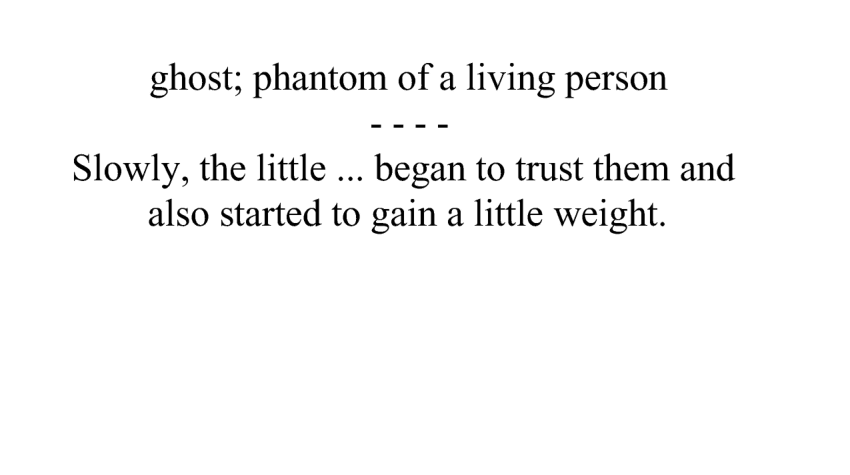 ghost; phantom of a living person
- - - -
Slowly, the little ... began to trust them and
also started to gain a little weight.